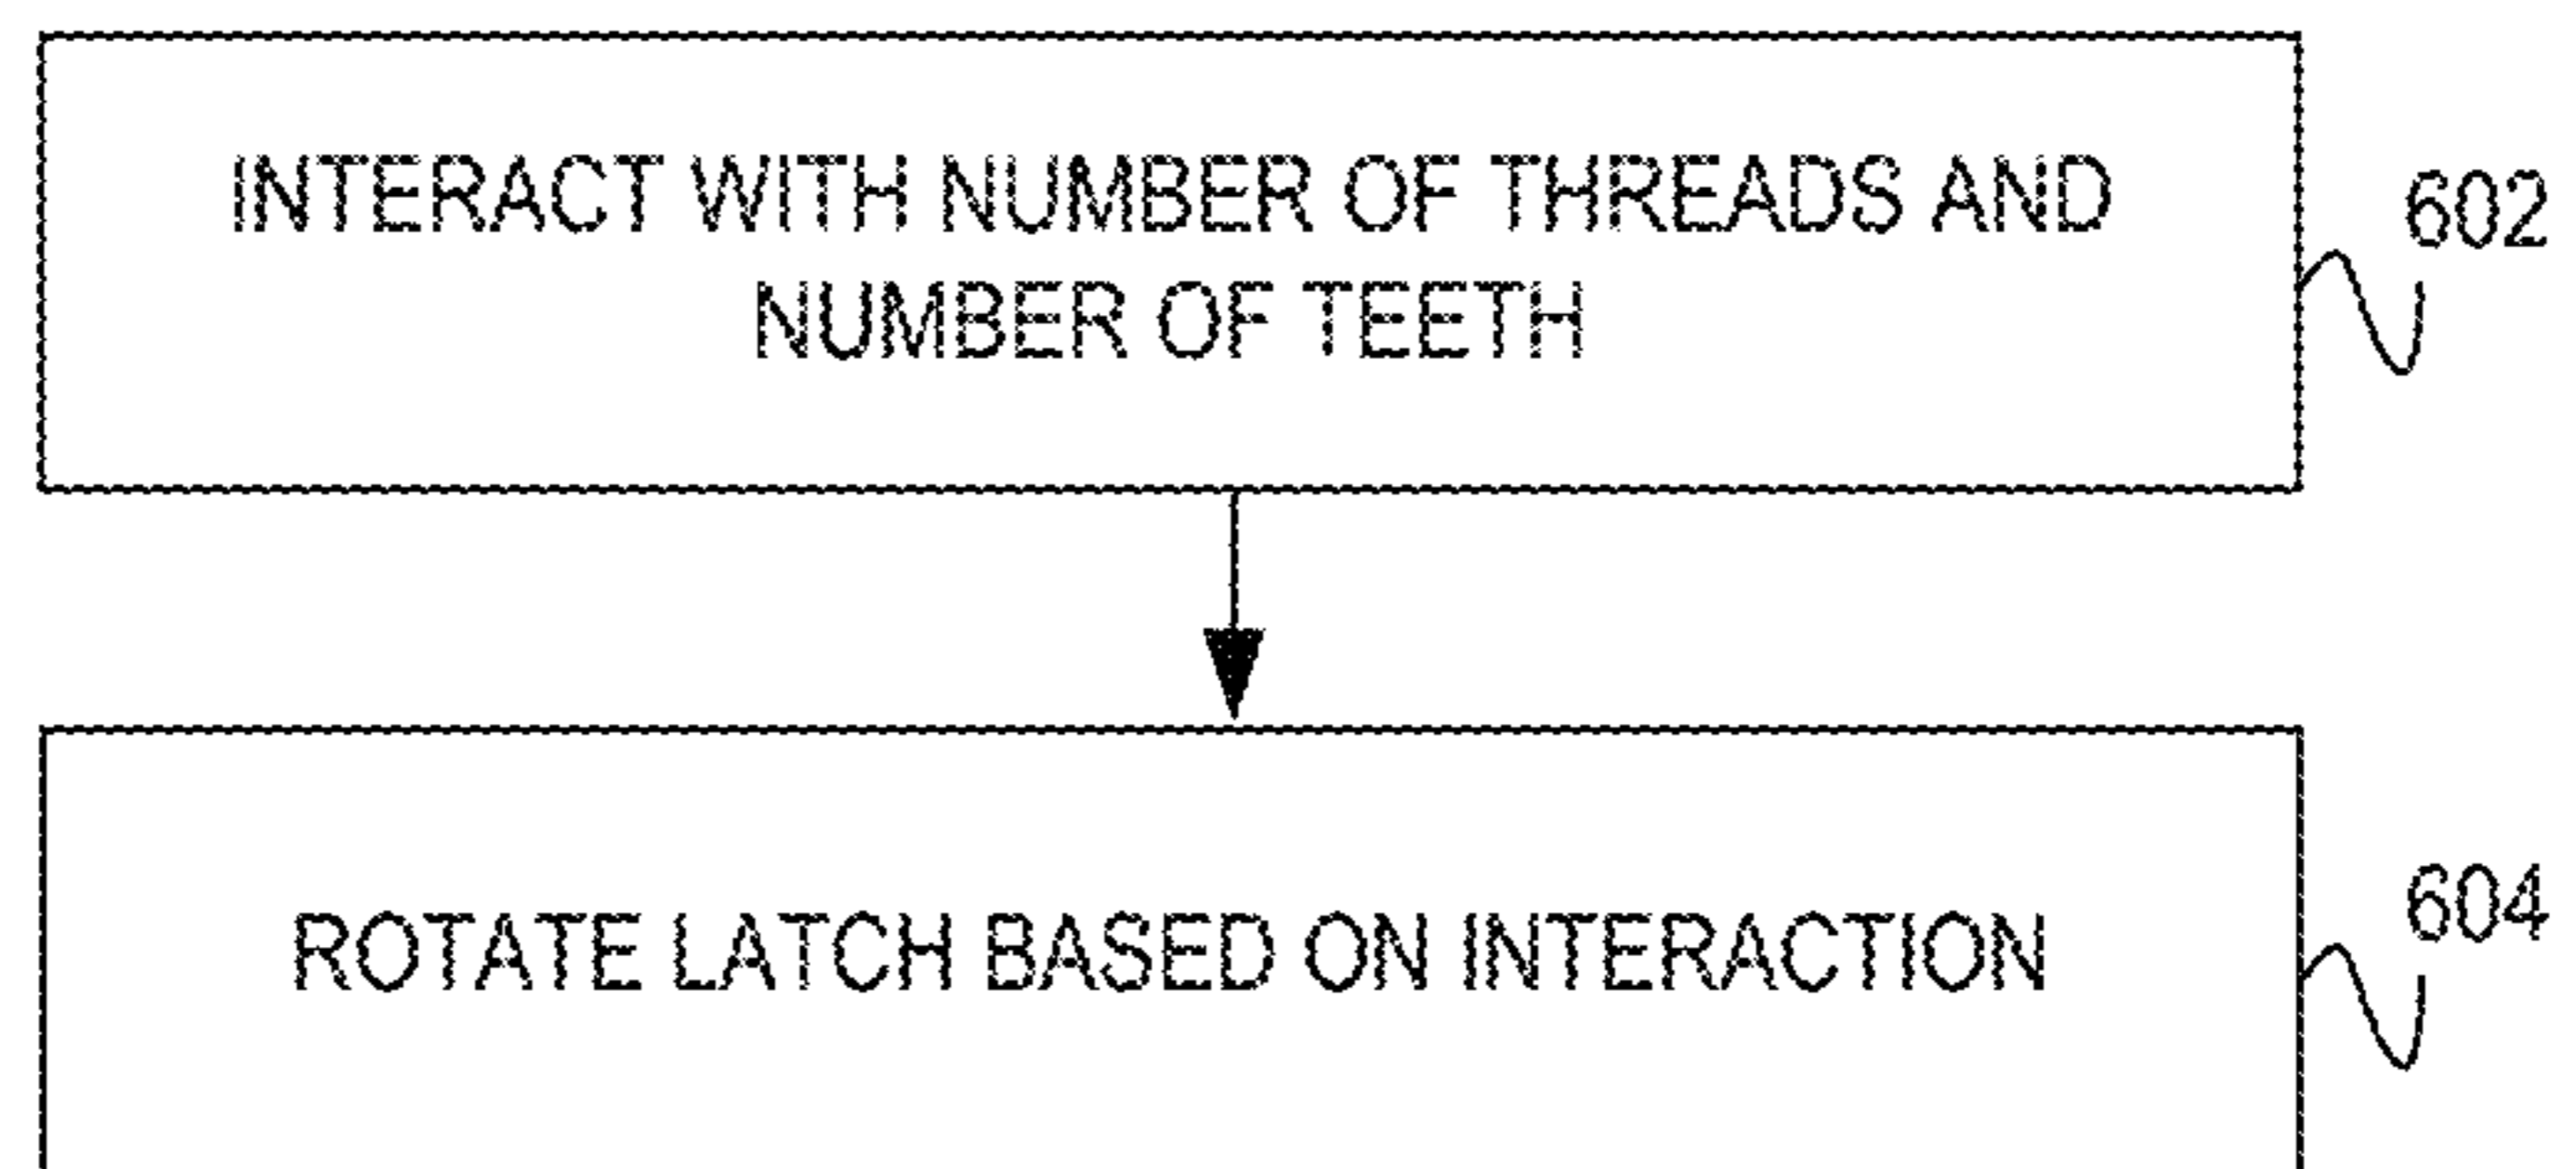 INTERACT WITH NUMBER OF THREADS AND
NUMBER OF TEETH
602
ROTATE LATCH BASED ON INTERACTION
604